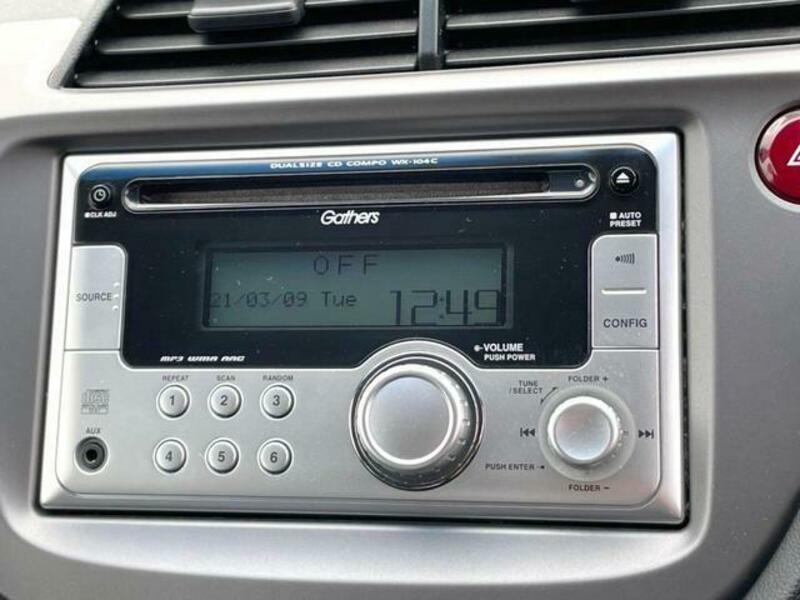 DUALSIZE CD COMPO WX-104C
CLK ADJ
Gathers
AUTO
PRESET
OFF
21/03/09 Tue 12:49
SOURCE
CONFIG
VOLUME
PUSH POWER
MP3 WMA AAC
REPEAT SCAN RANDOM
1 2 3
TUNE
/SELECT
FOLDER +
AUX
4 5 6
PUSH ENTER
FOLDER −